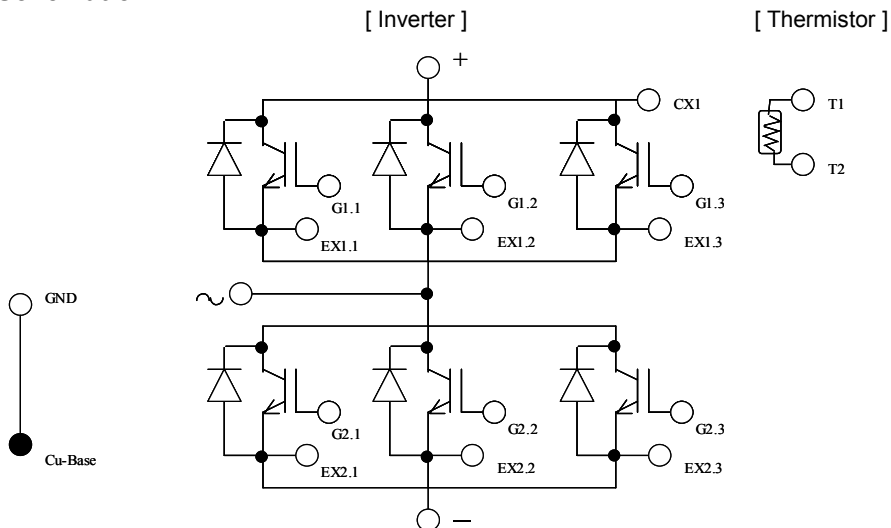 [ Inverter ]
[ Thermistor ]
+
CX1
T1
T2
G1.1
G1.2
G1.3
EX1.1
EX1.2
EX1.3
GND
~
G2.1
G2.2
G2.3
Cu-Base
EX2.1
EX2.2
EX2.3
—